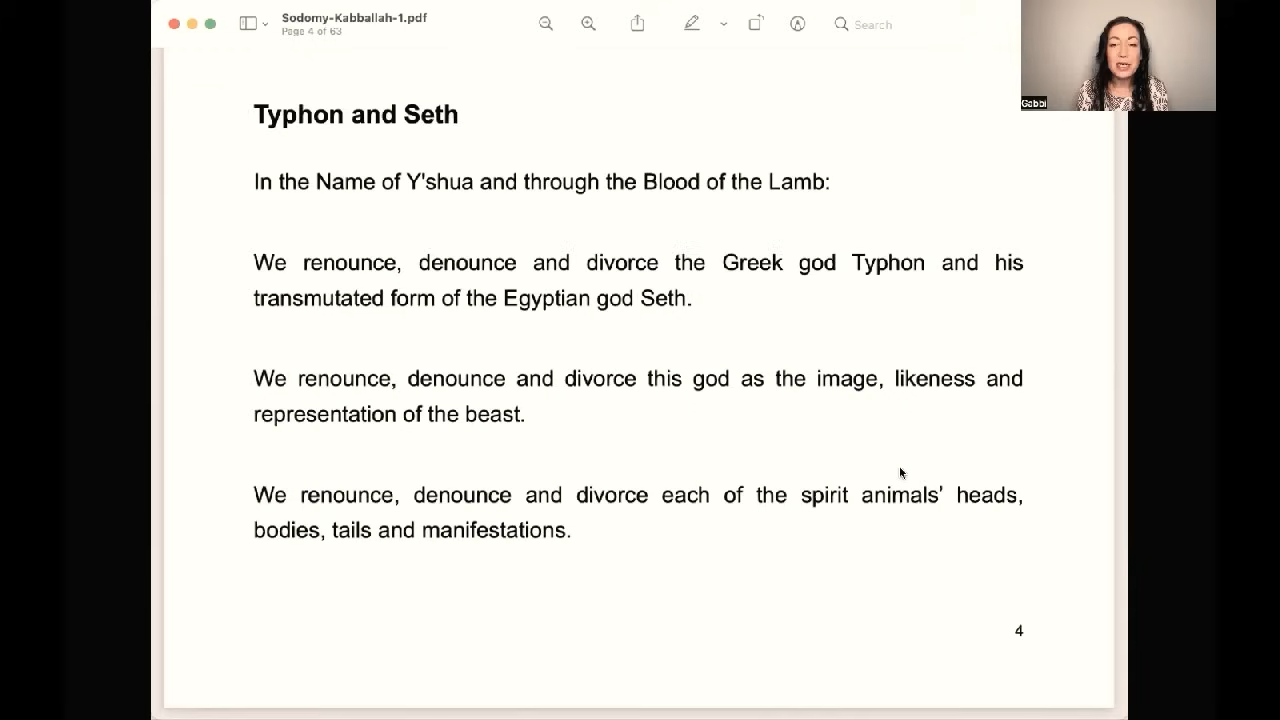 Sodomy-Kabballah-1.pdf
Page 4 of 63
Search
Gabbi
Typhon and Seth
In the Name of Y'shua and through the Blood of the Lamb:
We renounce, denounce and divorce the Greek god Typhon and his
transmutated form of the Egyptian god Seth.
We renounce, denounce and divorce this god as the image, likeness and
representation of the beast.
We renounce, denounce and divorce each of the spirit animals' heads,
bodies, tails and manifestations.
4